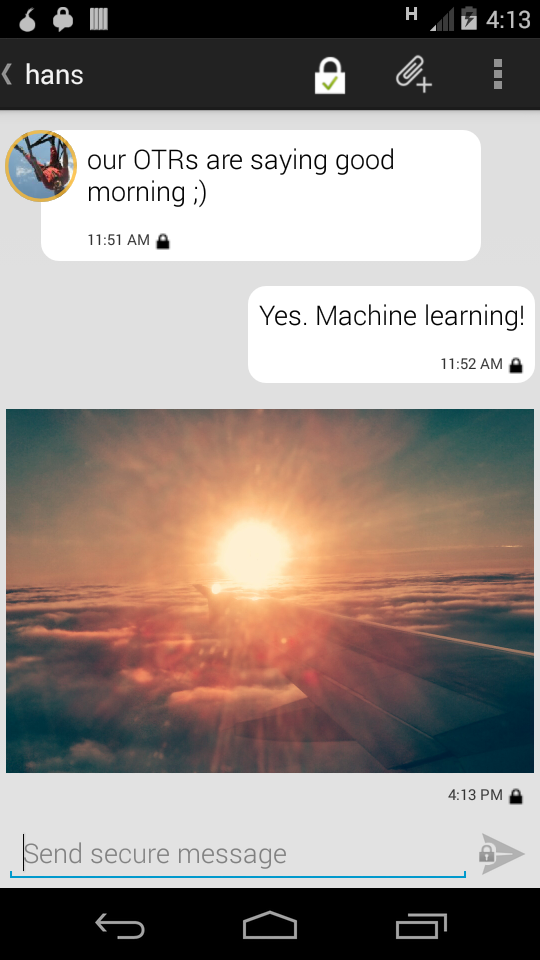 H 4:13
hans
our OTRs are saying good
morning ;)
11:51 AM
Yes. Machine learning!
11:52 AM
4:13 PM
Send secure message